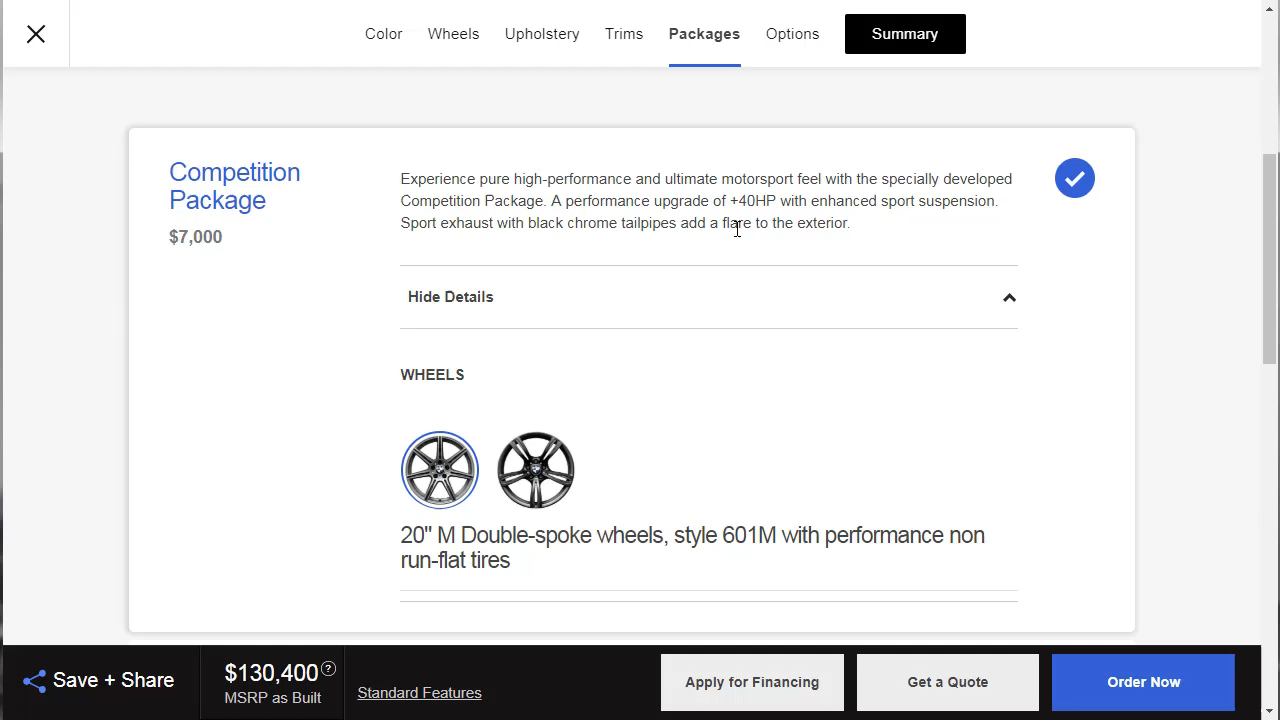 Color Wheels Upholstery Trims Packages Options Summary
Competition
Package
$7,000
Experience pure high-performance and ultimate motorsport feel with the specially developed
Competition Package. A performance upgrade of +40HP with enhanced sport suspension.
Sport exhaust with black chrome tailpipes add a flare to the exterior.
Hide Details
WHEELS
20" M Double-spoke wheels, style 601M with performance non
run-flat tires
Save + Share
$130,400 ?
MSRP as Built
Standard Features
Apply for Financing
Get a Quote
Order Now